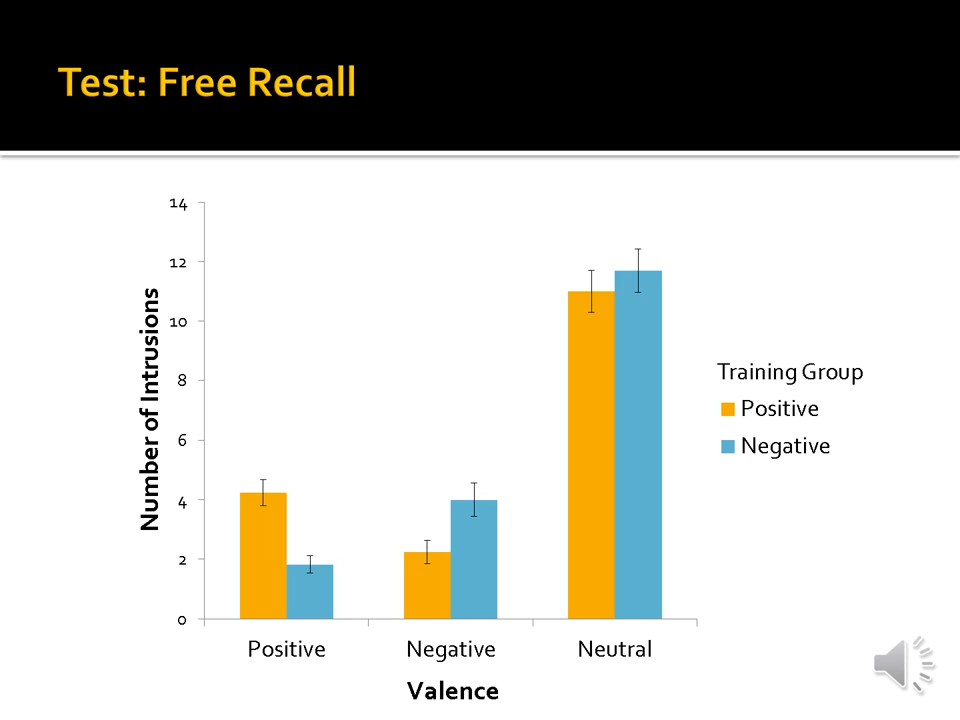 Test: Free Recall
14
12
10
8
6
4
2
0
Number of Intrusions
Positive
Negative
Neutral
Valence
Training Group
Positive
Negative